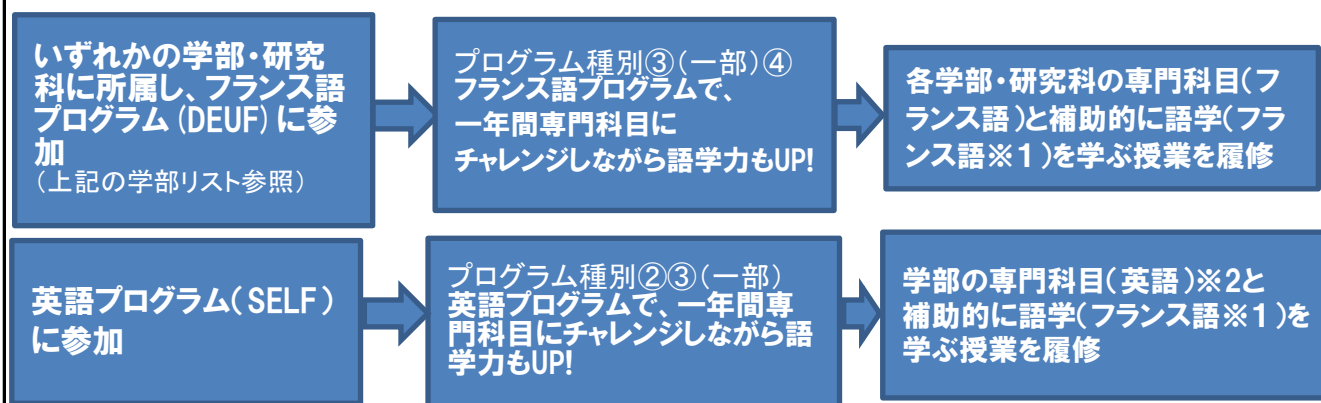 いずれかの学部・研究
科に所属し、フランス語
プログラム(DEUF)に参
加
(上記の学部リスト参照)
プログラム種別③(一部)④
フランス語プログラムで、
一年間専門科目に
チャレンジしながら語学力もUP!
各学部・研究科の専門科目(フ
ランス語)と補助的に語学(フラ
ンス語※1)を学ぶ授業を履修
英語プログラム(SELF)
に参加
プログラム種別②③(一部)
英語プログラムで、一年間専
門科目にチャレンジしながら語
学力もUP!
学部の専門科目(英語)※2と
補助的に語学(フランス語※1)を
学ぶ授業を履修